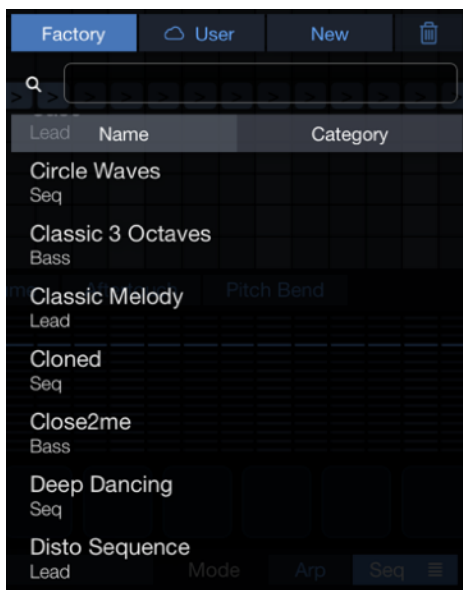 Factory User New
Lead Name Category
Circle Waves
Seq
Classic 3 Octaves
Bass
Pitch Bend
Classic Melody
Lead
Cloned
Seq
Close2me
Bass
Deep Dancing
Seq
Disto Sequence
Lead Mode Arp Seq